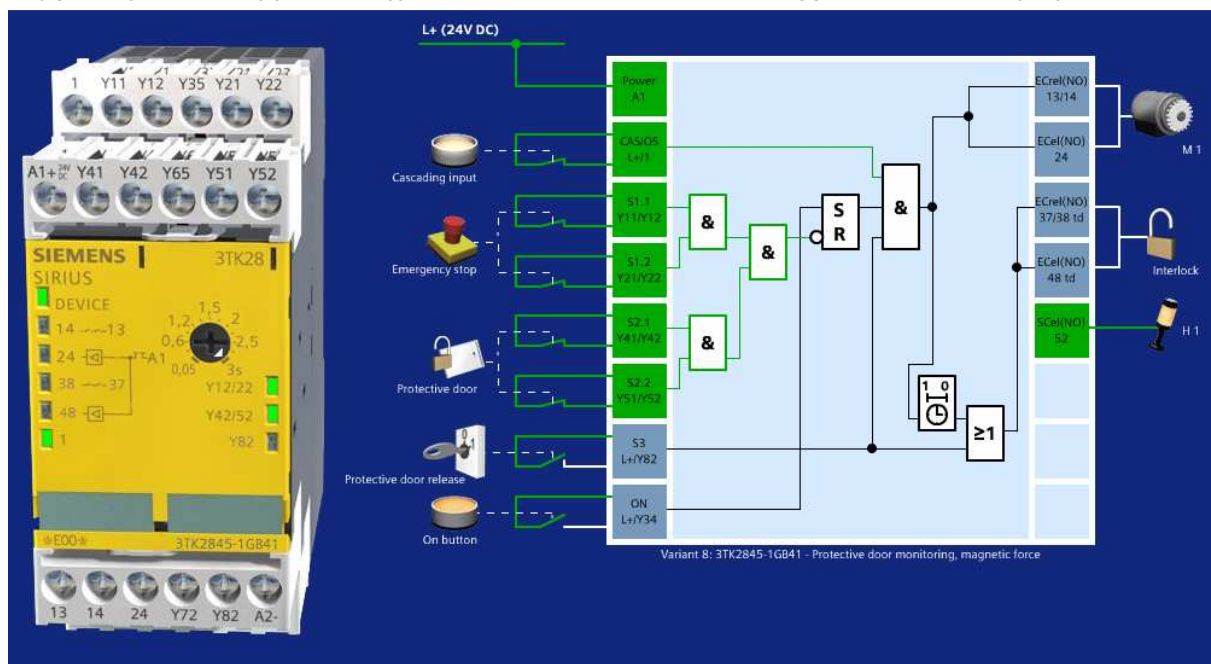 1 Y11 Y12 Y35 Y21 Y22
A1+ 24V DC Y41 Y42 Y65 Y51 Y52
SIEMENS
3TK28
SIRIUS
DEVICE
14 13
24 A1
38 37
48
1
1,5
1,2 2
0,6 2,5
0,05 3s
Y12/22
Y42/52
Y82
*E00* 3TK2845-1GB41
13 14 24 Y72 Y82 A2-
L+ (24V DC)
Cascading input
Emergency stop
Protective door
Protective door release
0
1
On button
Power
A1
CAS/OS
L+/1
S1.1
Y11/Y12
S1.2
Y21/Y22
S2.1
Y41/Y42
S2.2
Y51/Y52
S3
L+/Y82
ON
L+/Y34
&
&
&
S
R
&
1 0
≥1
ECrel(NO)
13/14
ECel(NO)
24
ECrel(NO)
37/38 td
ECel(NO)
48 td
SCel(NO)
52
M 1
Interlock
H 1
Variant 8: 3TK2845-1GB41 - Protective door monitoring, magnetic force